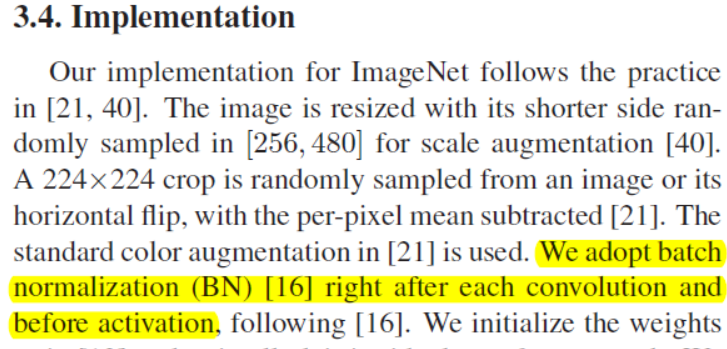 3.4. Implementation
Our implementation for ImageNet follows the practice
in [21, 40]. The image is resized with its shorter side ran-
domly sampled in [256, 480] for scale augmentation [40].
A 224×224 crop is randomly sampled from an image or its
horizontal flip, with the per-pixel mean subtracted [21]. The
standard color augmentation in [21] is used. We adopt batch
normalization (BN) [16] right after each convolution and
before activation, following [16]. We initialize the weights